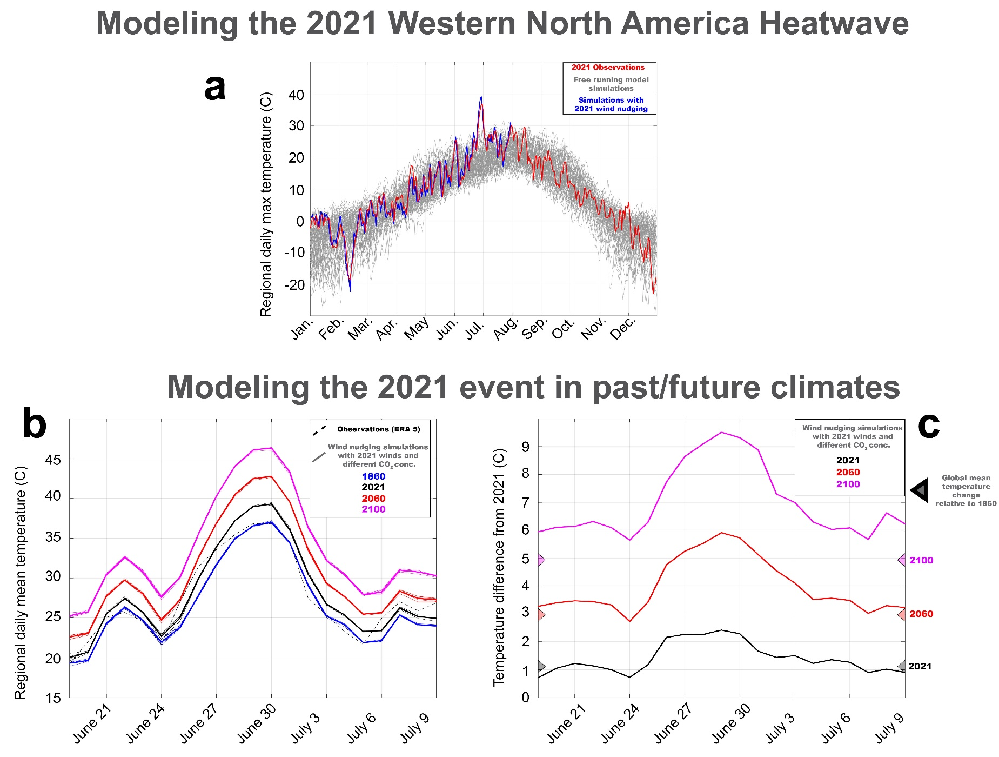 Modeling the 2021 Western North America Heatwave
a
Regional daily max temperature (C)
40
30
20
10
0
-10
-20
Jan.
Feb.
Mar.
Apr.
May
Jun.
Jul.
Aug.
Sep.
Oct.
Nov.
Dec.
2021 Observations
Free running model
simulations
Simulations with
2021 wind nudging
Modeling the 2021 event in past/future climates
b
Regional daily mean temperature (C)
45
40
35
30
25
20
15
June 21
June 24
June 27
June 30
July 3
July 6
July 9
Observations (ERA 5)
Wind nudging simulations
with 2021 winds and
different CO2 conc.
1860
2021
2060
2100
c
Temperature difference from 2021 (C)
9
8
7
6
5
4
3
2
1
0
June 21
June 24
June 27
June 30
July 3
July 6
July 9
Wind nudging simulations
with 2021 winds and
different CO2 conc.
2021
2060
2100
Global mean
temperature
change
relative to 1860
2100
2060
2021